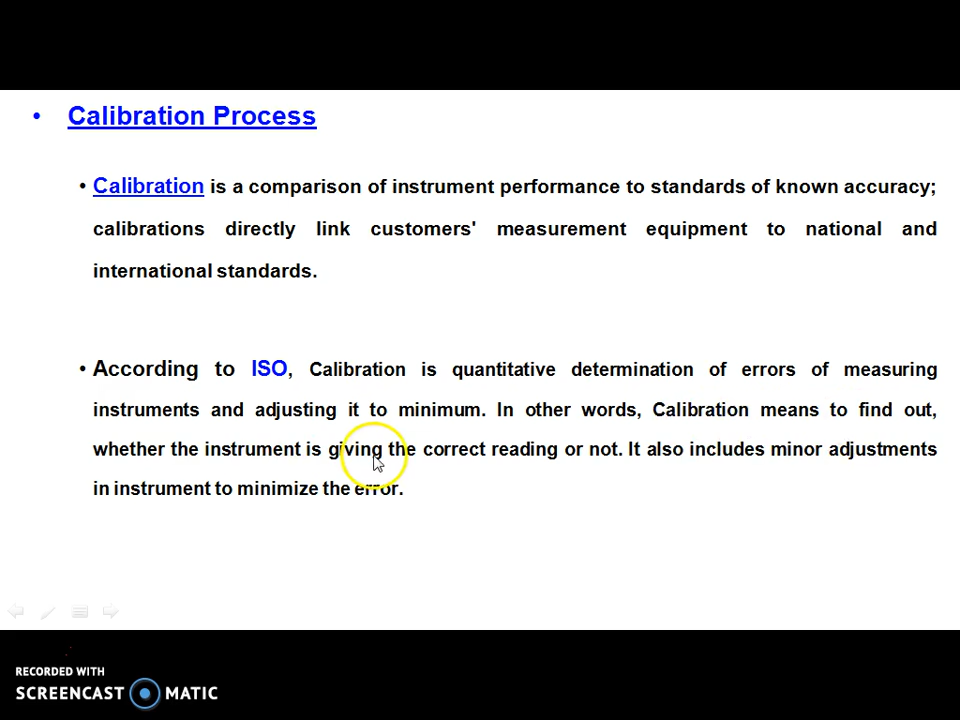 • Calibration Process
• Calibration is a comparison of instrument performance to standards of known accuracy;
calibrations directly link customers' measurement equipment to national and
international standards.
• According to ISO, Calibration is quantitative determination of errors of measuring
instruments and adjusting it to minimum. In other words, Calibration means to find out,
whether the instrument is giving the correct reading or not. It also includes minor adjustments
in instrument to minimize the error.
RECORDED WITH
SCREENCAST MATIC